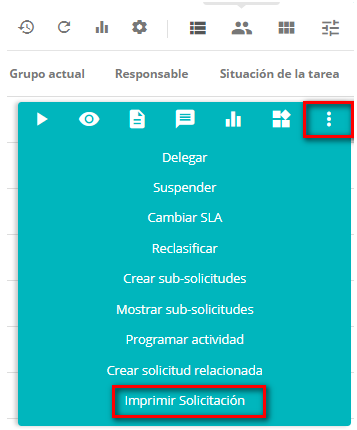 Grupo actual Responsable Situación de la tarea
Delegar
Suspender
Cambiar SLA
Reclasificar
Crear sub-solicitudes
Mostrar sub-solicitudes
Programar actividad
Crear solicitud relacionada
Imprimir Solicitación